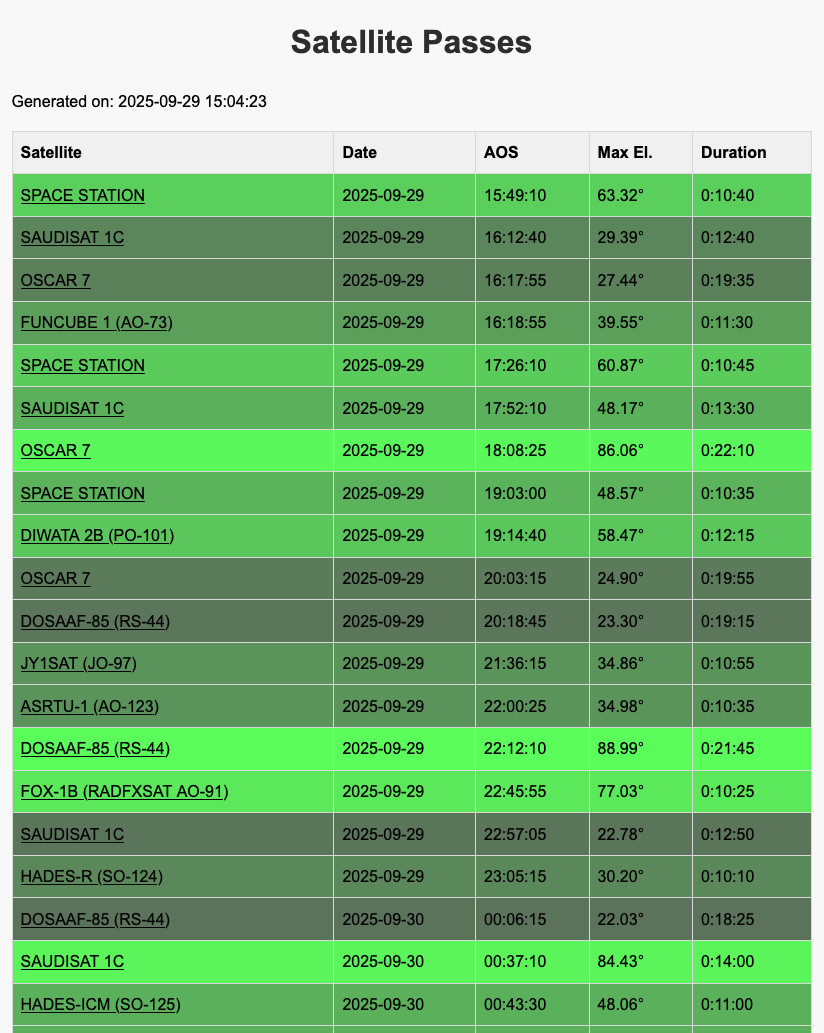 Satellite Passes
Generated on: 2025-09-29 15:04:23
Satellite Date AOS Max El. Duration
SPACE STATION 2025-09-29 15:49:10 63.32° 0:10:40
SAUDISAT 1C 2025-09-29 16:12:40 29.39° 0:12:40
OSCAR 7 2025-09-29 16:17:55 27.44° 0:19:35
FUNCUBE 1 (AO-73) 2025-09-29 16:18:55 39.55° 0:11:30
SPACE STATION 2025-09-29 17:26:10 60.87° 0:10:45
SAUDISAT 1C 2025-09-29 17:52:10 48.17° 0:13:30
OSCAR 7 2025-09-29 18:08:25 86.06° 0:22:10
SPACE STATION 2025-09-29 19:03:00 48.57° 0:10:35
DIWATA 2B (PO-101) 2025-09-29 19:14:40 58.47° 0:12:15
OSCAR 7 2025-09-29 20:03:15 24.90° 0:19:55
DOSAAF-85 (RS-44) 2025-09-29 20:18:45 23.30° 0:19:15
JY1SAT (JO-97) 2025-09-29 21:36:15 34.86° 0:10:55
ASRTU-1 (AO-123) 2025-09-29 22:00:25 34.98° 0:10:35
DOSAAF-85 (RS-44) 2025-09-29 22:12:10 88.99° 0:21:45
FOX-1B (RADFXSAT AO-91) 2025-09-29 22:45:55 77.03° 0:10:25
SAUDISAT 1C 2025-09-29 22:57:05 22.78° 0:12:50
HADES-R (SO-124) 2025-09-29 23:05:15 30.20° 0:10:10
DOSAAF-85 (RS-44) 2025-09-30 00:06:15 22.03° 0:18:25
SAUDISAT 1C 2025-09-30 00:37:10 84.43° 0:14:00
HADES-ICM (SO-125) 2025-09-30 00:43:30 48.06° 0:11:00